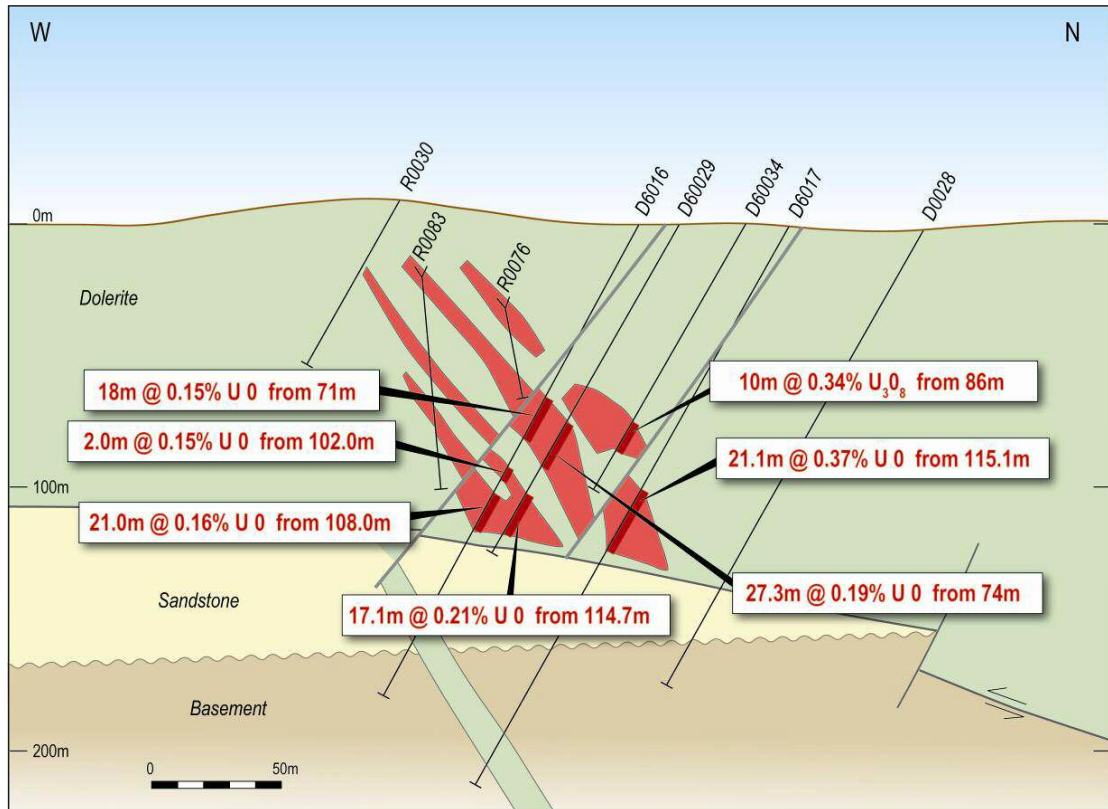 W
N
R0030
D6016
D60029
D60034
D6017
D0028
0m
R0083
R0076
Dolerite
18m @ 0.15% U 0 from 71m
10m @ 0.34% U₃0₈ from 86m
2.0m @ 0.15% U 0 from 102.0m
21.1m @ 0.37% U 0 from 115.1m
100m
21.0m @ 0.16% U 0 from 108.0m
Sandstone
17.1m @ 0.21% U 0 from 114.7m
27.3m @ 0.19% U 0 from 74m
Basement
200m
0
50m